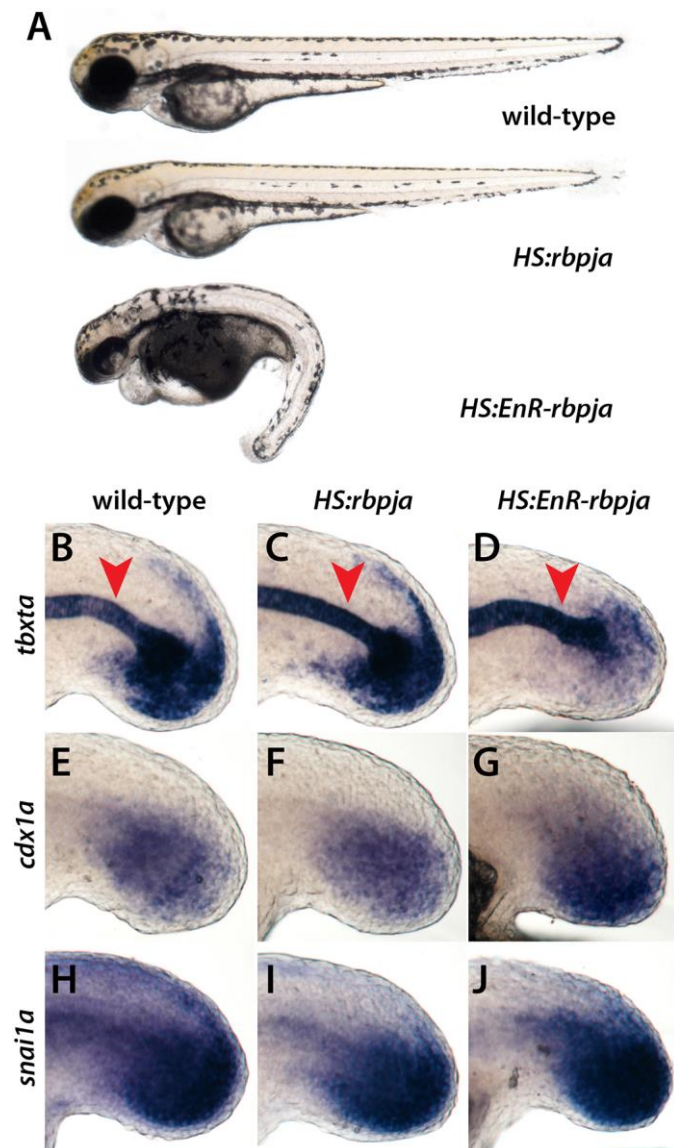 A
wild-type
HS:rbpja
HS:EnR-rbpja
wild-type HS:rbpja HS:EnR-rbpja
tbxta B C D
cdx1a E F G
snai1a H I J